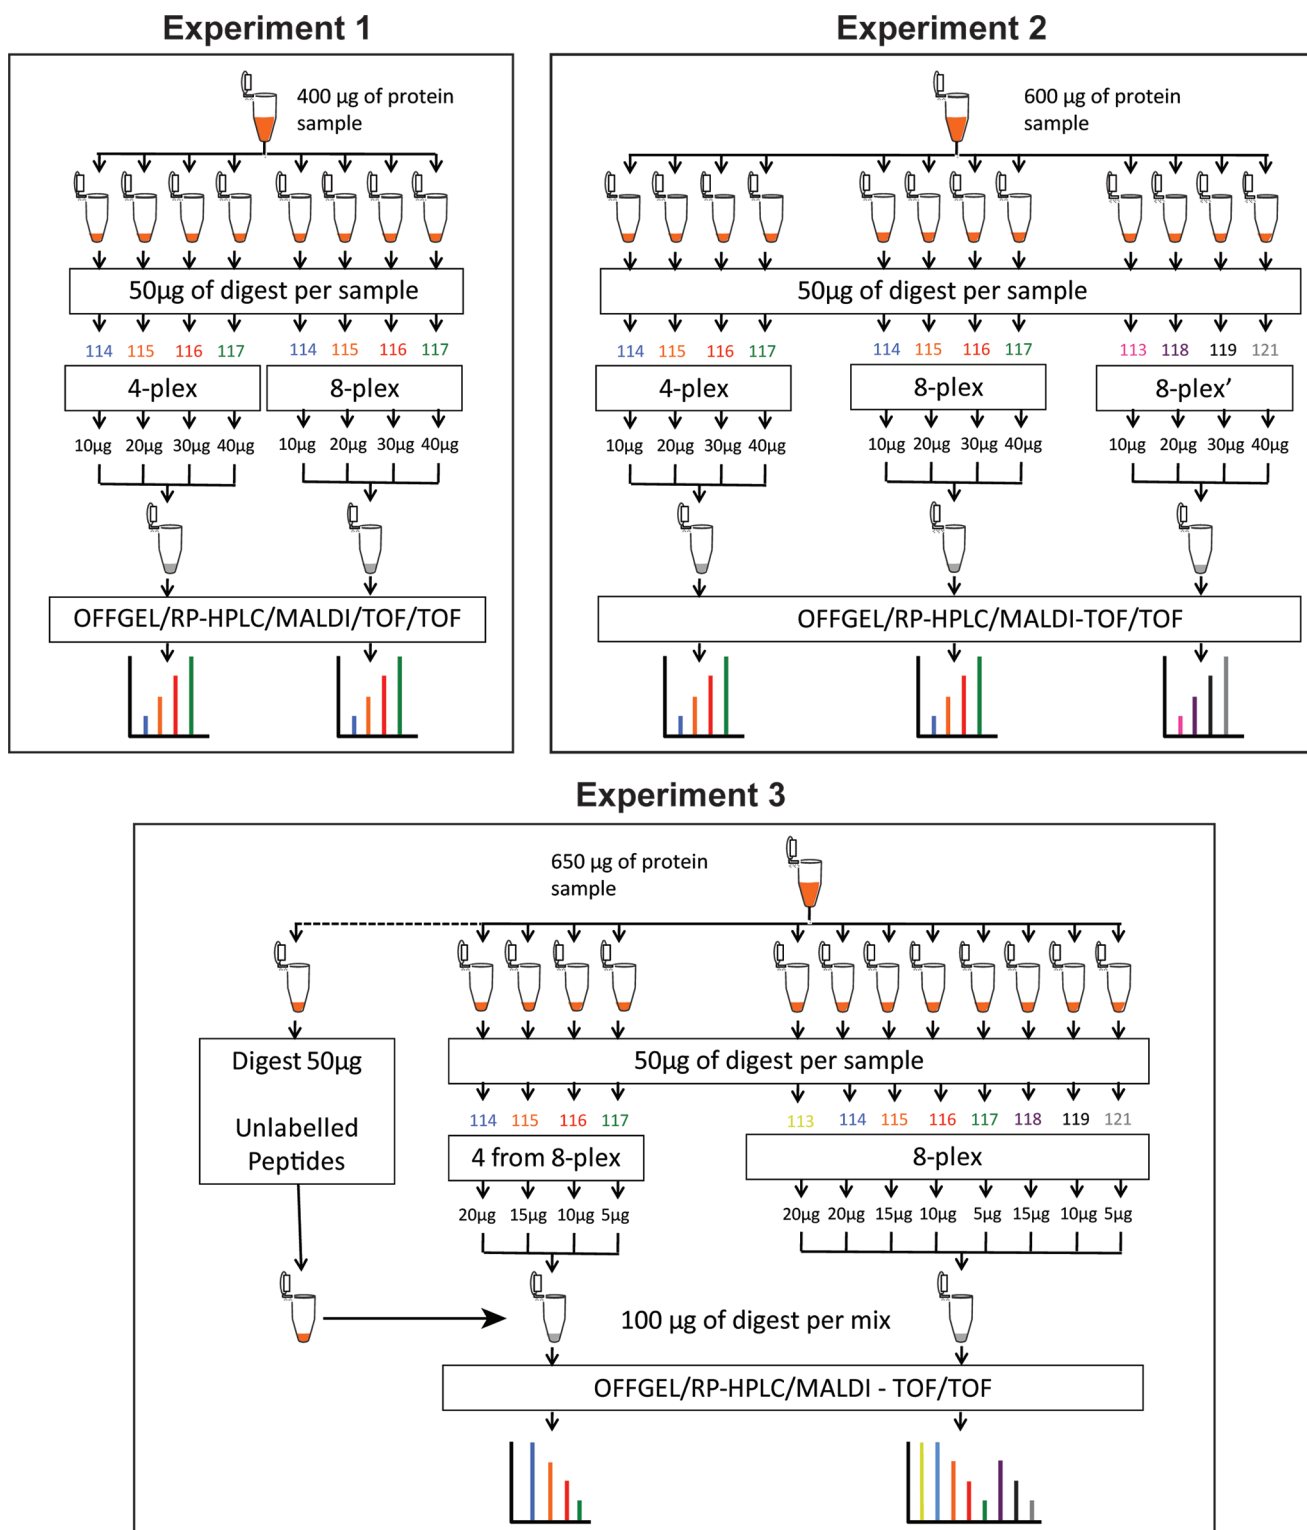 Experiment 1
400 µg of protein
sample
50µg of digest per sample
114 115 116 117 114 115 116 117
4-plex 8-plex
10µg 20µg 30µg 40µg 10µg 20µg 30µg 40µg
OFFGEL/RP-HPLC/MALDI/TOF/TOF
Experiment 2
600 µg of protein
sample
50µg of digest per sample
114 115 116 117 114 115 116 117 113 118 119 121
4-plex 8-plex 8-plex’
10µg 20µg 30µg 40µg 10µg 20µg 30µg 40µg 10µg 20µg 30µg 40µg
OFFGEL/RP-HPLC/MALDI-TOF/TOF
Experiment 3
650 µg of protein
sample
Digest 50µg
Unlabelled
Peptides
50µg of digest per sample
114 115 116 117 113 114 115 116 117 118 119 121
4 from 8-plex 8-plex
20µg 15µg 10µg 5µg 20µg 20µg 15µg 10µg 5µg 15µg 10µg 5µg
100 µg of digest per mix
OFFGEL/RP-HPLC/MALDI - TOF/TOF